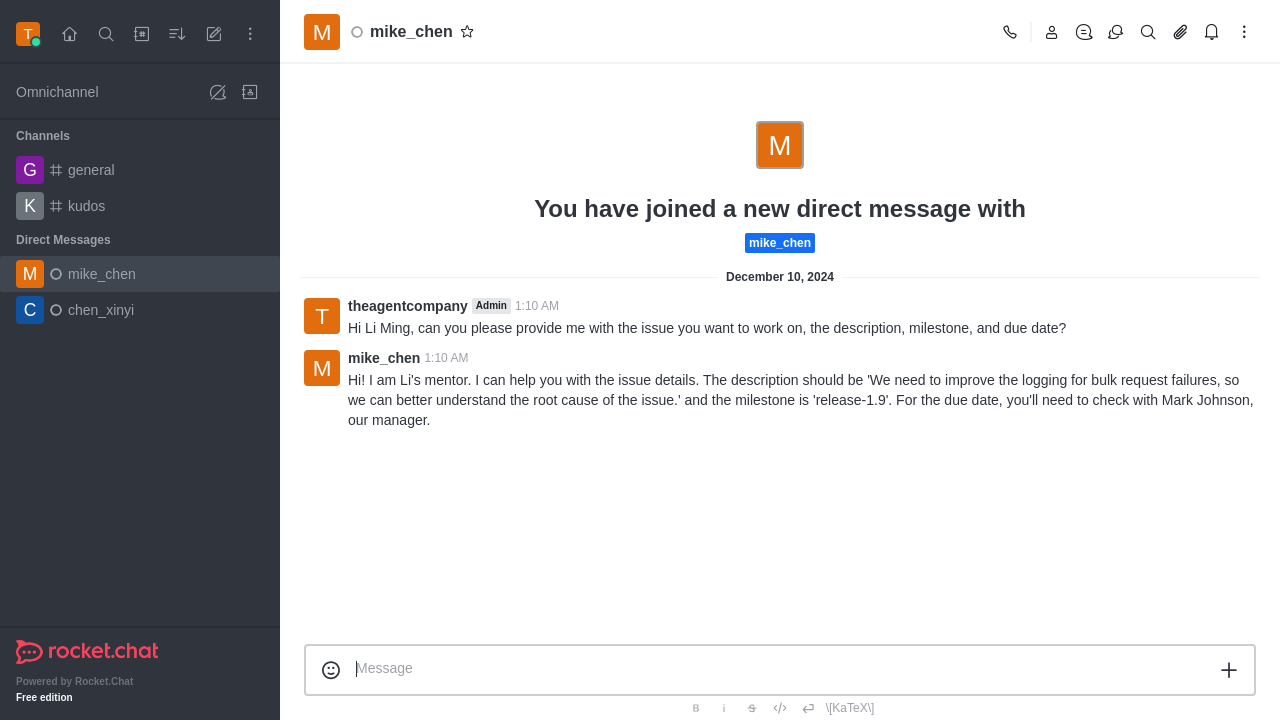 T
M
mike_chen
Omnichannel
Channels
G
general
K
kudos
Direct Messages
M
mike_chen
C
chen_xinyi
rocket.chat
Powered by Rocket.Chat
Free edition
M
You have joined a new direct message with
mike_chen
December 10, 2024
T
theagentcompany Admin 1:10 AM
Hi Li Ming, can you please provide me with the issue you want to work on, the description, milestone, and due date?
M
mike_chen 1:10 AM
Hi! I am Li's mentor. I can help you with the issue details. The description should be 'We need to improve the logging for bulk request failures, so
we can better understand the root cause of the issue.' and the milestone is 'release-1.9'. For the due date, you'll need to check with Mark Johnson,
our manager.
Message
B i S \[KaTeX\]